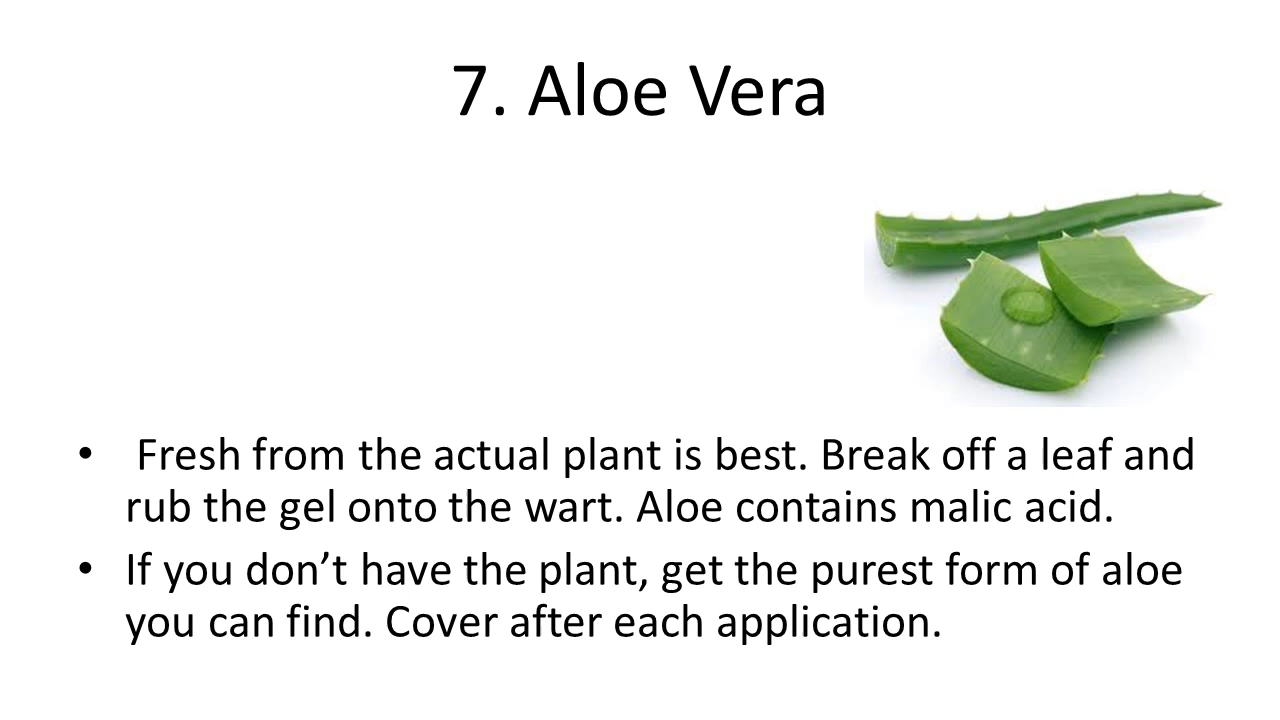 7. Aloe Vera
• Fresh from the actual plant is best. Break off a leaf and
rub the gel onto the wart. Aloe contains malic acid.
• If you don’t have the plant, get the purest form of aloe
you can find. Cover after each application.